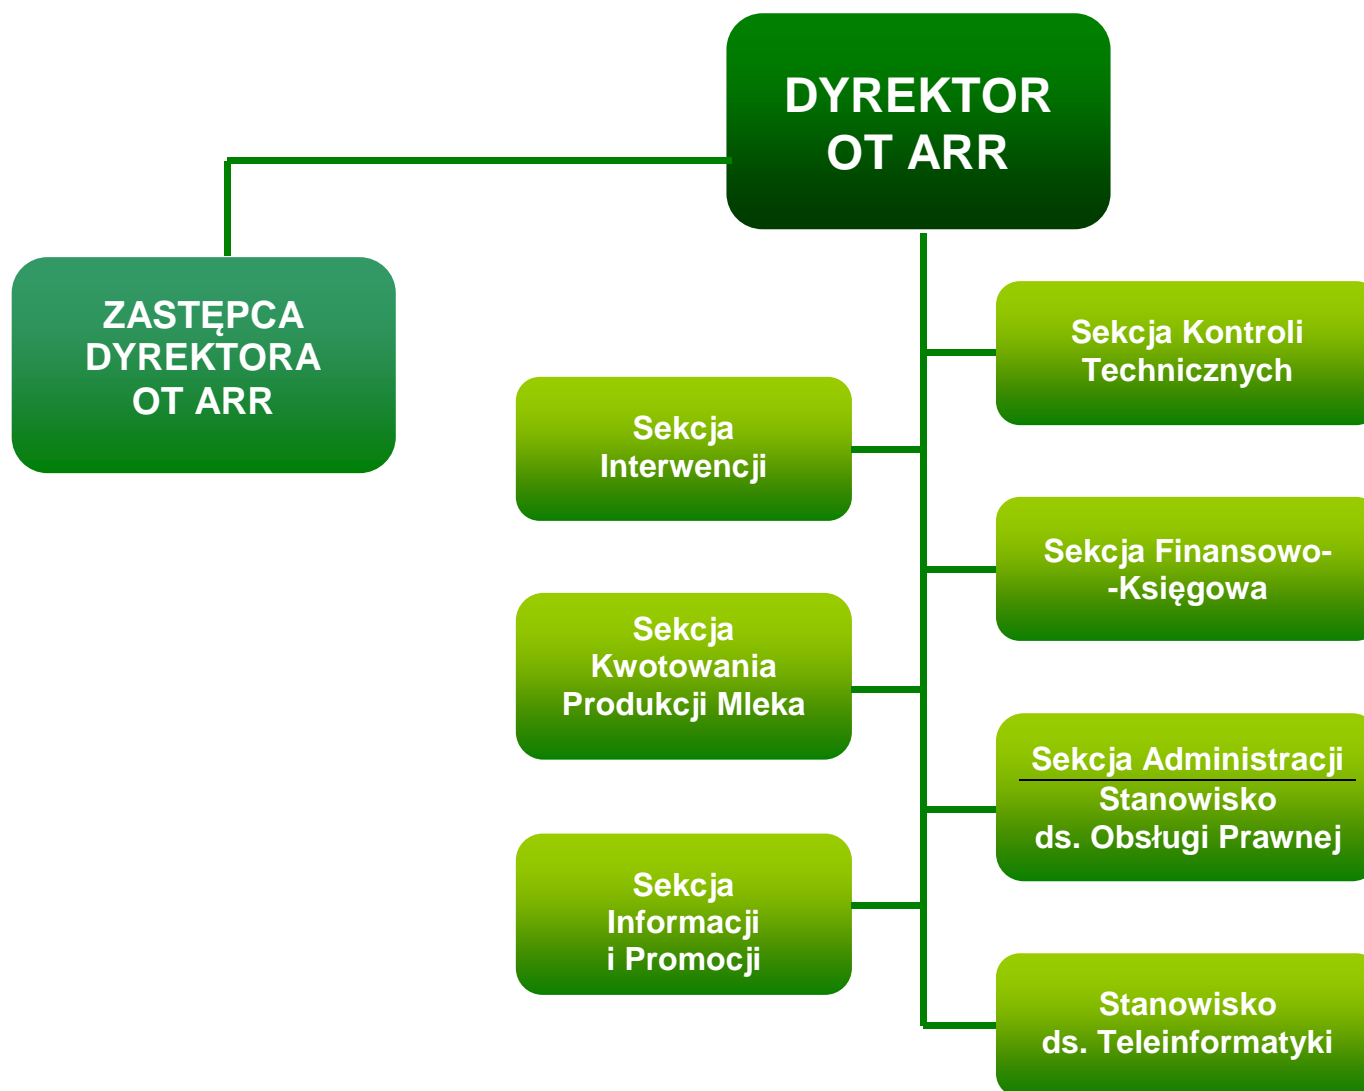 DYREKTOR
OT ARR
ZASTĘPCA
DYREKTORA
OT ARR
Sekcja Kontroli
Technicznych
Sekcja
Interwencji
Sekcja Finansowo-
-Księgowa
Sekcja
Kwotowania
Produkcji Mleka
Sekcja Administracji
Stanowisko
ds. Obsługi Prawnej
Sekcja
Informacji
i Promocji
Stanowisko
ds. Teleinformatyki